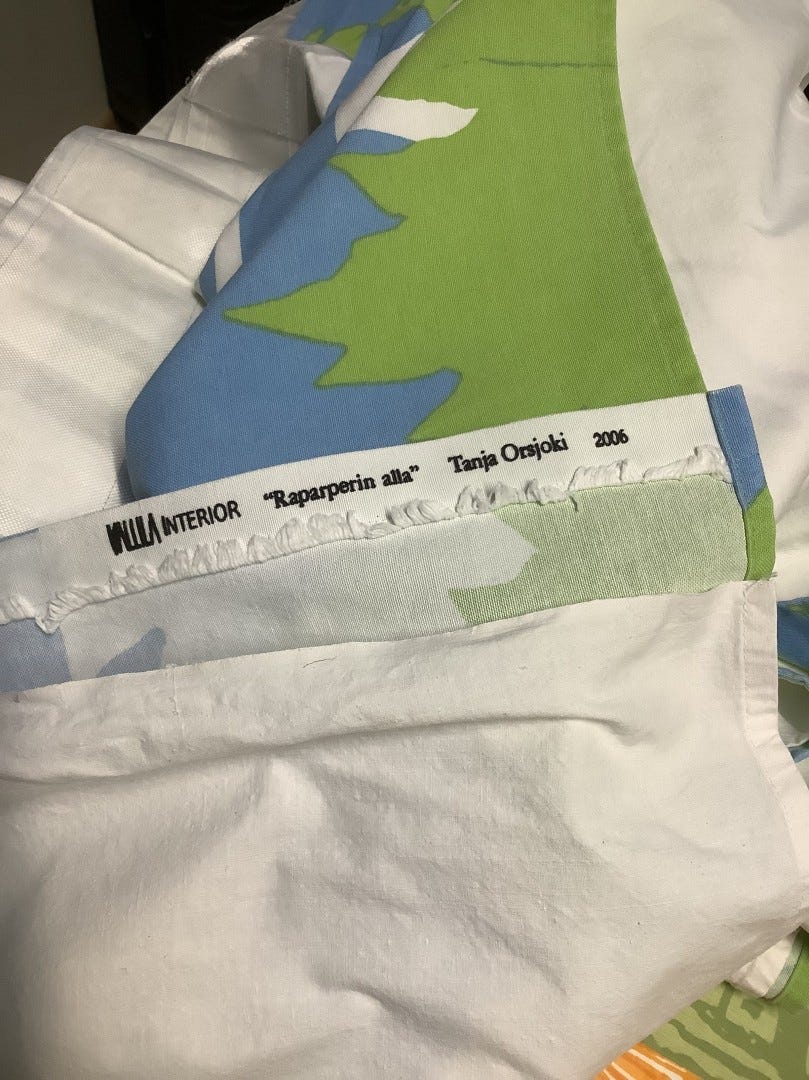 VALLILA INTERIOR "Raparperin alla" Tanja Orsjoki 2006